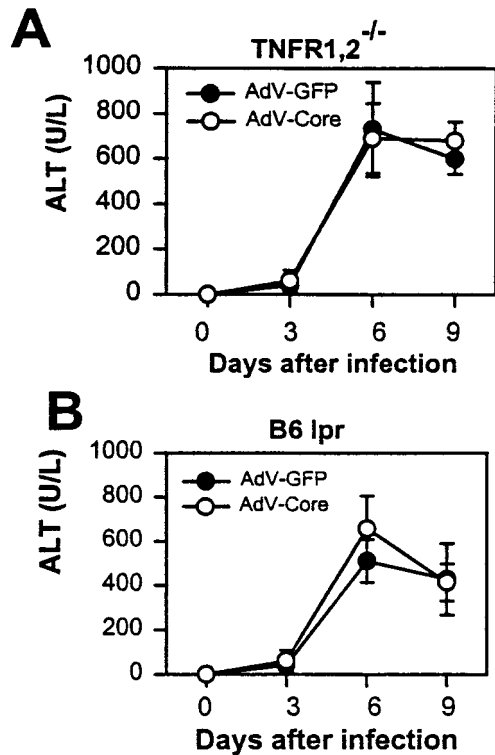 A
TNFR1,2-/-
1000
800
600
400
200
0
ALT (U/L)
AdV-GFP
AdV-Core
0 3 6 9
Days after infection
B
B6 lpr
1000
800
600
400
200
0
ALT (U/L)
AdV-GFP
AdV-Core
0 3 6 9
Days after infection